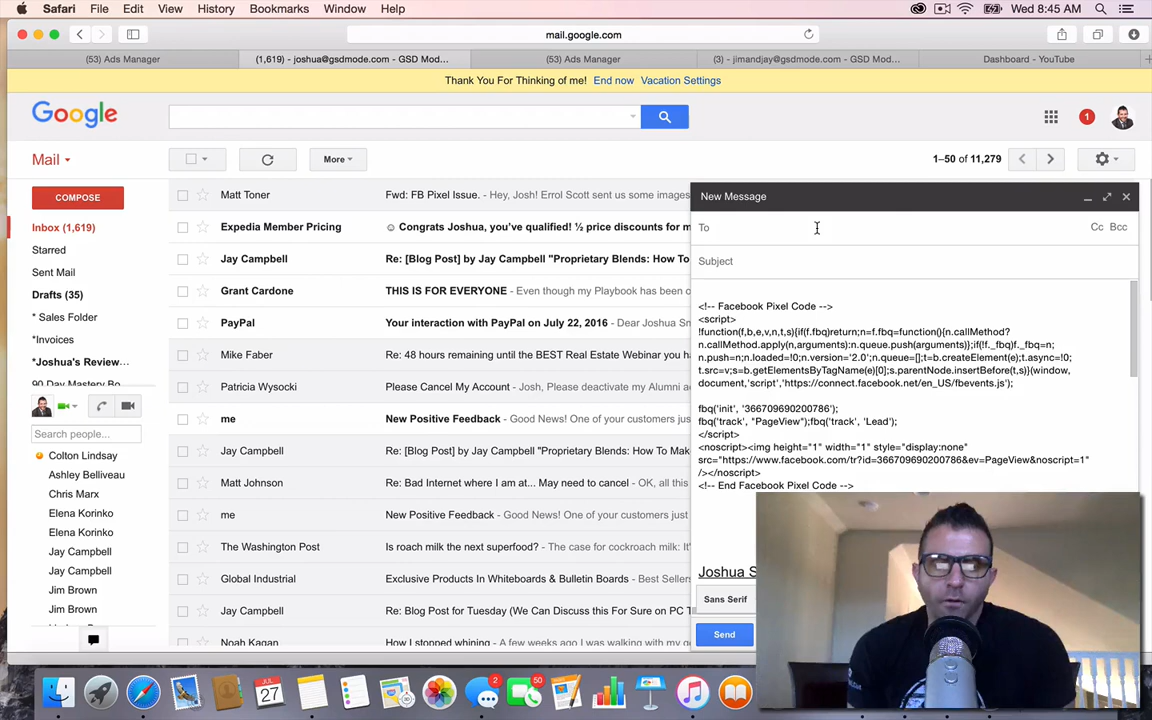 Safari File Edit View History Bookmarks Window Help
Wed 8:45 AM
mail.google.com
(53) Ads Manager
(1,619) - joshua@gsdmode.com - GSD Mod...
(53) Ads Manager
(3) - jimandjay@gsdmode.com - GSD Mod...
Dashboard - YouTube
Thank You For Thinking of me! End now Vacation Settings
Google
1
Mail
More
1–50 of 11,279
COMPOSE
Inbox (1,619)
Starred
Sent Mail
Drafts (35)
* Sales Folder
*Invoices
*Joshua's Review...
90 Day Mastery Bo
Search people...
Colton Lindsay
Ashley Belliveau
Chris Marx
Elena Korinko
Elena Korinko
Jay Campbell
Jay Campbell
Jim Brown
Jim Brown
Matt Toner Fwd: FB Pixel Issue. - Hey, Josh! Errol Scott sent us some images
Expedia Member Pricing ☺ Congrats Joshua, you've qualified! ½ price discounts for m
Jay Campbell Re: [Blog Post] by Jay Campbell "Proprietary Blends: How To
Grant Cardone THIS IS FOR EVERYONE - Even though my Playbook has been o
PayPal Your interaction with PayPal on July 22, 2016 - Dear Joshua Sm
Mike Faber Re: 48 hours remaining until the BEST Real Estate Webinar you h
Patricia Wysocki Please Cancel My Account - Joshua, Please deactivate my Alumni a
me New Positive Feedback - Good News! One of your customers just
Jay Campbell Re: [Blog Post] by Jay Campbell "Proprietary Blends: How To Ma
Matt Johnson Re: Bad Internet where I am at... May need to cancel - OK, all this
me New Positive Feedback - Good News! One of your customers just
The Washington Post Is roach milk the next superfood? - The case for cockroach milk: It'
Global Industrial Exclusive Products In Whiteboards & Bulletin Boards - Best Seller
Jay Campbell Re: Blog Post for Tuesday (We Can Discuss this For Sure on PC T
Noah Kagan How I stopped whining - A few weeks ago I was walking with my go
New Message
To
Cc Bcc
Subject
<!-- Facebook Pixel Code -->
<script>
!function(f,b,e,v,n,t,s){if(f.fbq)return;n=f.fbq=function(){n.callMethod?
n.callMethod.apply(n,arguments):n.queue.push(arguments)};if(!f._fbq)f._fbq=n;
n.push=n;n.loaded=!0;n.version='2.0';n.queue=[];t=b.createElement(e);t.async=!0;
t.src=v;s=b.getElementsByTagName(e)[0];s.parentNode.insertBefore(t,s)}(window,
document,'script','https://connect.facebook.net/en_US/fbevents.js');
fbq('init', '366709690200786');
fbq('track', "PageView");fbq('track', 'Lead');
</script>
<noscript><img height="1" width="1" style="display:none"
src="https://www.facebook.com/tr?id=366709690200786&ev=PageView&noscript=1"
/></noscript>
<!-- End Facebook Pixel Code -->
Joshua S
Sans Serif
Send
JUL
27
2
50